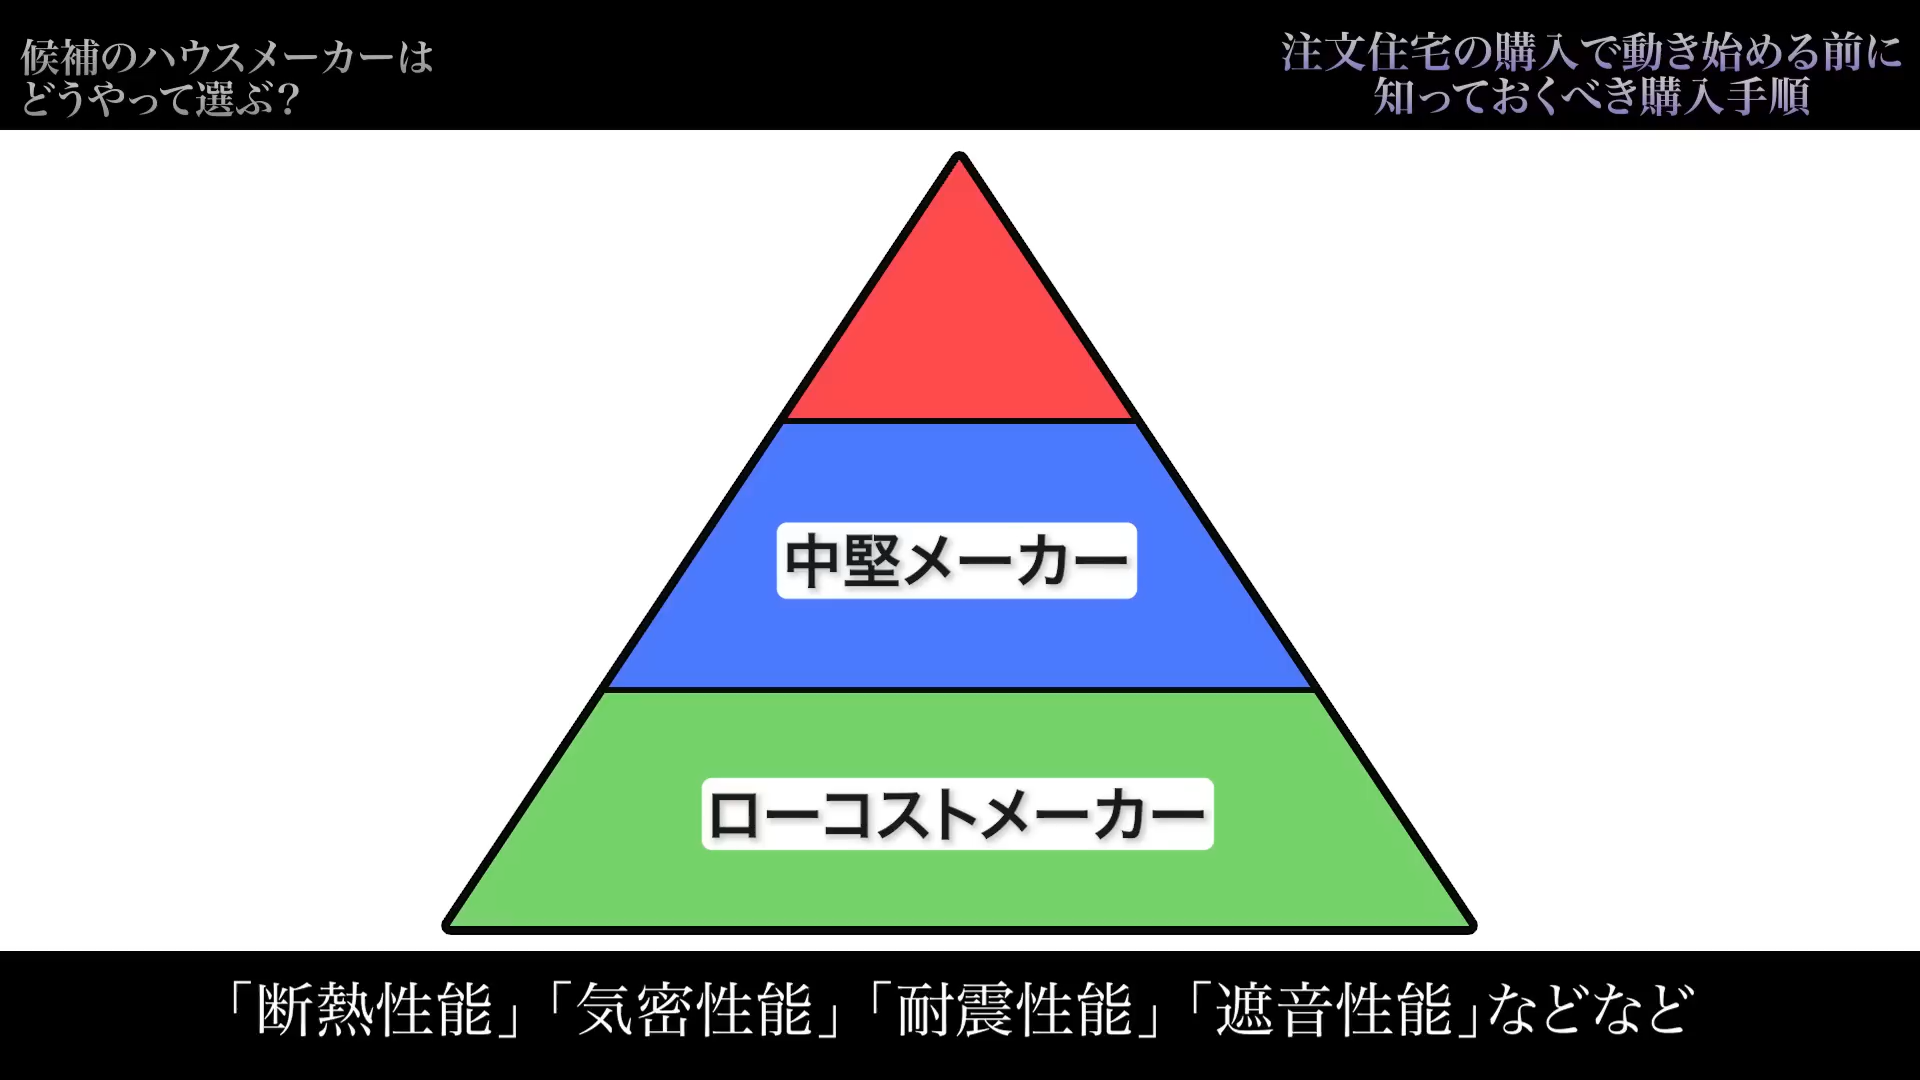 候補のハウスメーカーは
どうやって選ぶ？
注文住宅の購入で動き始める前に
知っておくべき購入手順
中堅メーカー
ローコストメーカー
「断熱性能」「気密性能」「耐震性能」「遮音性能」などなど